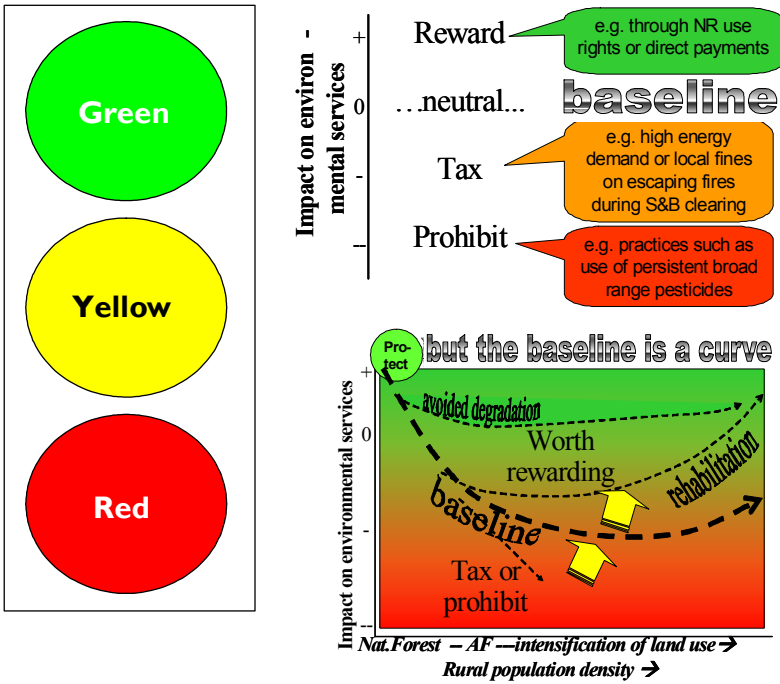 Green
Yellow
Red
Impact on environ -
mental services
+
0
-
--
Reward
…neutral...
Tax
Prohibit
e.g. through NR use
rights or direct payments
baseline
e.g. high energy
demand or local fines
on escaping fires
during S&B clearing
e.g. practices such as
use of persistent broad
range pesticides
Pro-
tect
but the baseline is a curve
Impact on environmental services
+
0
-
--
avoided degradation
Worth
rewarding
rehabilitation
baseline
Tax or
prohibit
Nat.Forest – AF ---intensification of land use→
Rural population density →